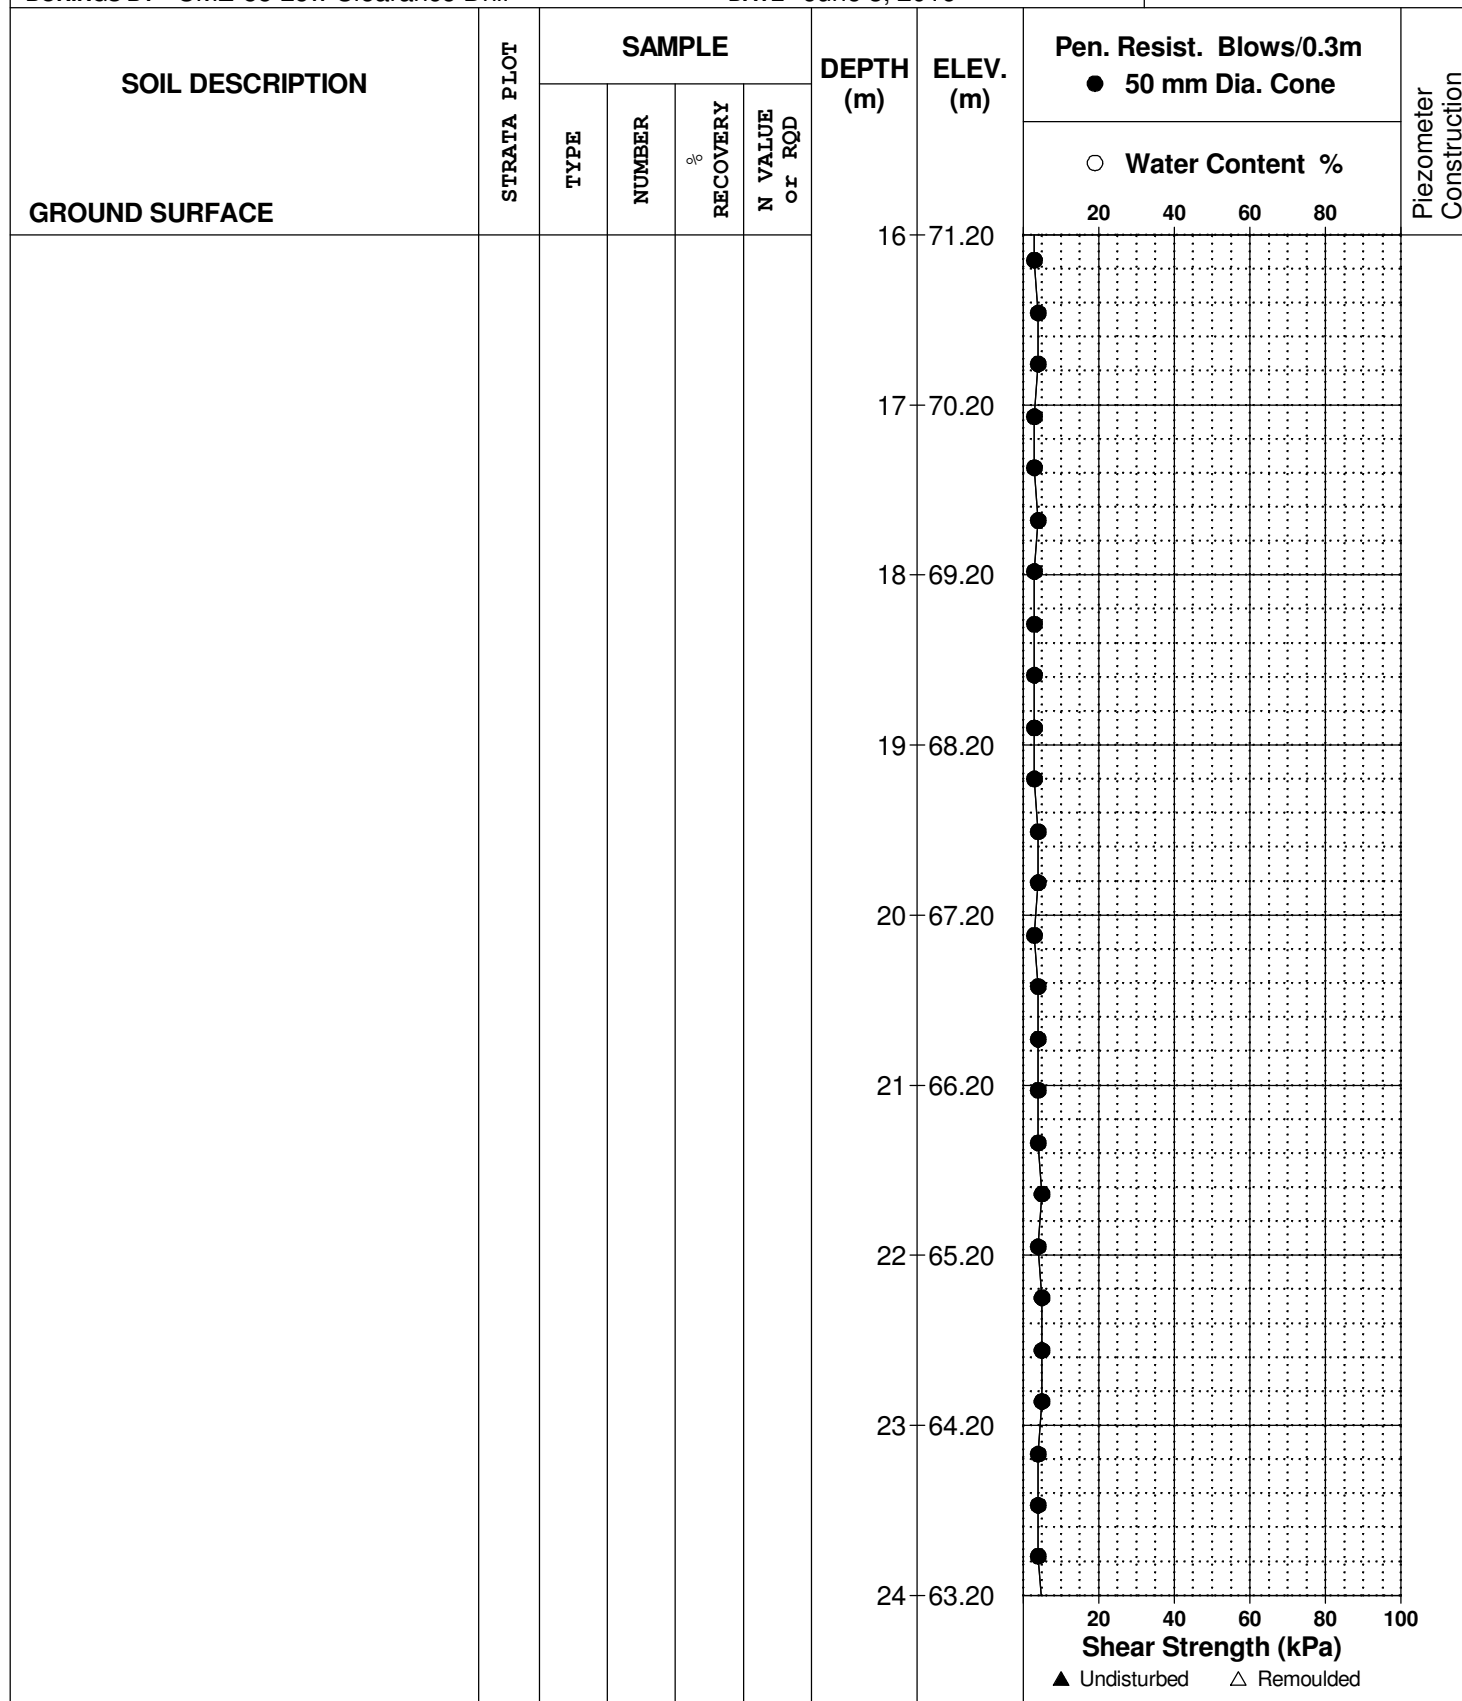 SOIL DESCRIPTION
GROUND SURFACE
STRATA PLOT
SAMPLE
TYPE
NUMBER
%
RECOVERY
N VALUE
or RQD
DEPTH
(m)
ELEV.
(m)
Pen. Resist. Blows/0.3m
● 50 mm Dia. Cone
○ Water Content %
20 40 60 80
Piezometer
Construction
16 71.20
17 70.20
18 69.20
19 68.20
20 67.20
21 66.20
22 65.20
23 64.20
24 63.20
20 40 60 80 100
Shear Strength (kPa)
▲ Undisturbed △ Remoulded